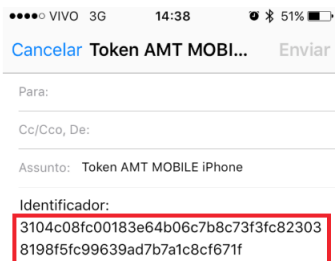 VIVO 3G 14:38 51%
Cancelar Token AMT MOBI... Enviar
Para:
Cc/Cco, De:
Assunto: Token AMT MOBILE iPhone
Identificador:
3104c08fc00183e64b06c7b8c73f3fc82303
8198f5fc99639ad7b7a1c8cf671f